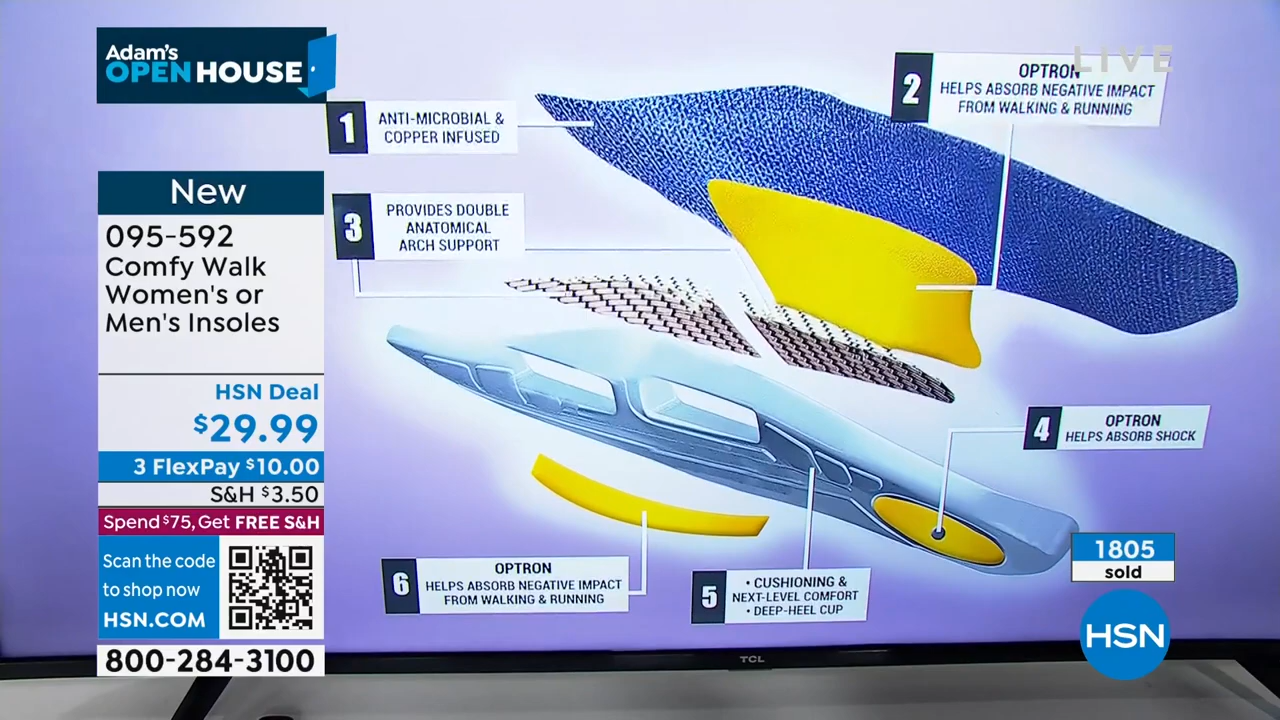 Adam's
OPEN HOUSE
LIVE
New
095-592
Comfy Walk
Women's or
Men's Insoles
HSN Deal
$29.99
3 FlexPay $10.00
S&H $3.50
Spend $75, Get FREE S&H
Scan the code
to shop now
HSN.COM
800-284-3100
1
ANTI-MICROBIAL &
COPPER INFUSED
2
OPTRON
HELPS ABSORB NEGATIVE IMPACT
FROM WALKING & RUNNING
3
PROVIDES DOUBLE
ANATOMICAL
ARCH SUPPORT
4
OPTRON
HELPS ABSORB SHOCK
5
• CUSHIONING &
NEXT-LEVEL COMFORT
• DEEP-HEEL CUP
6
OPTRON
HELPS ABSORB NEGATIVE IMPACT
FROM WALKING & RUNNING
1805
sold
HSN
TCL